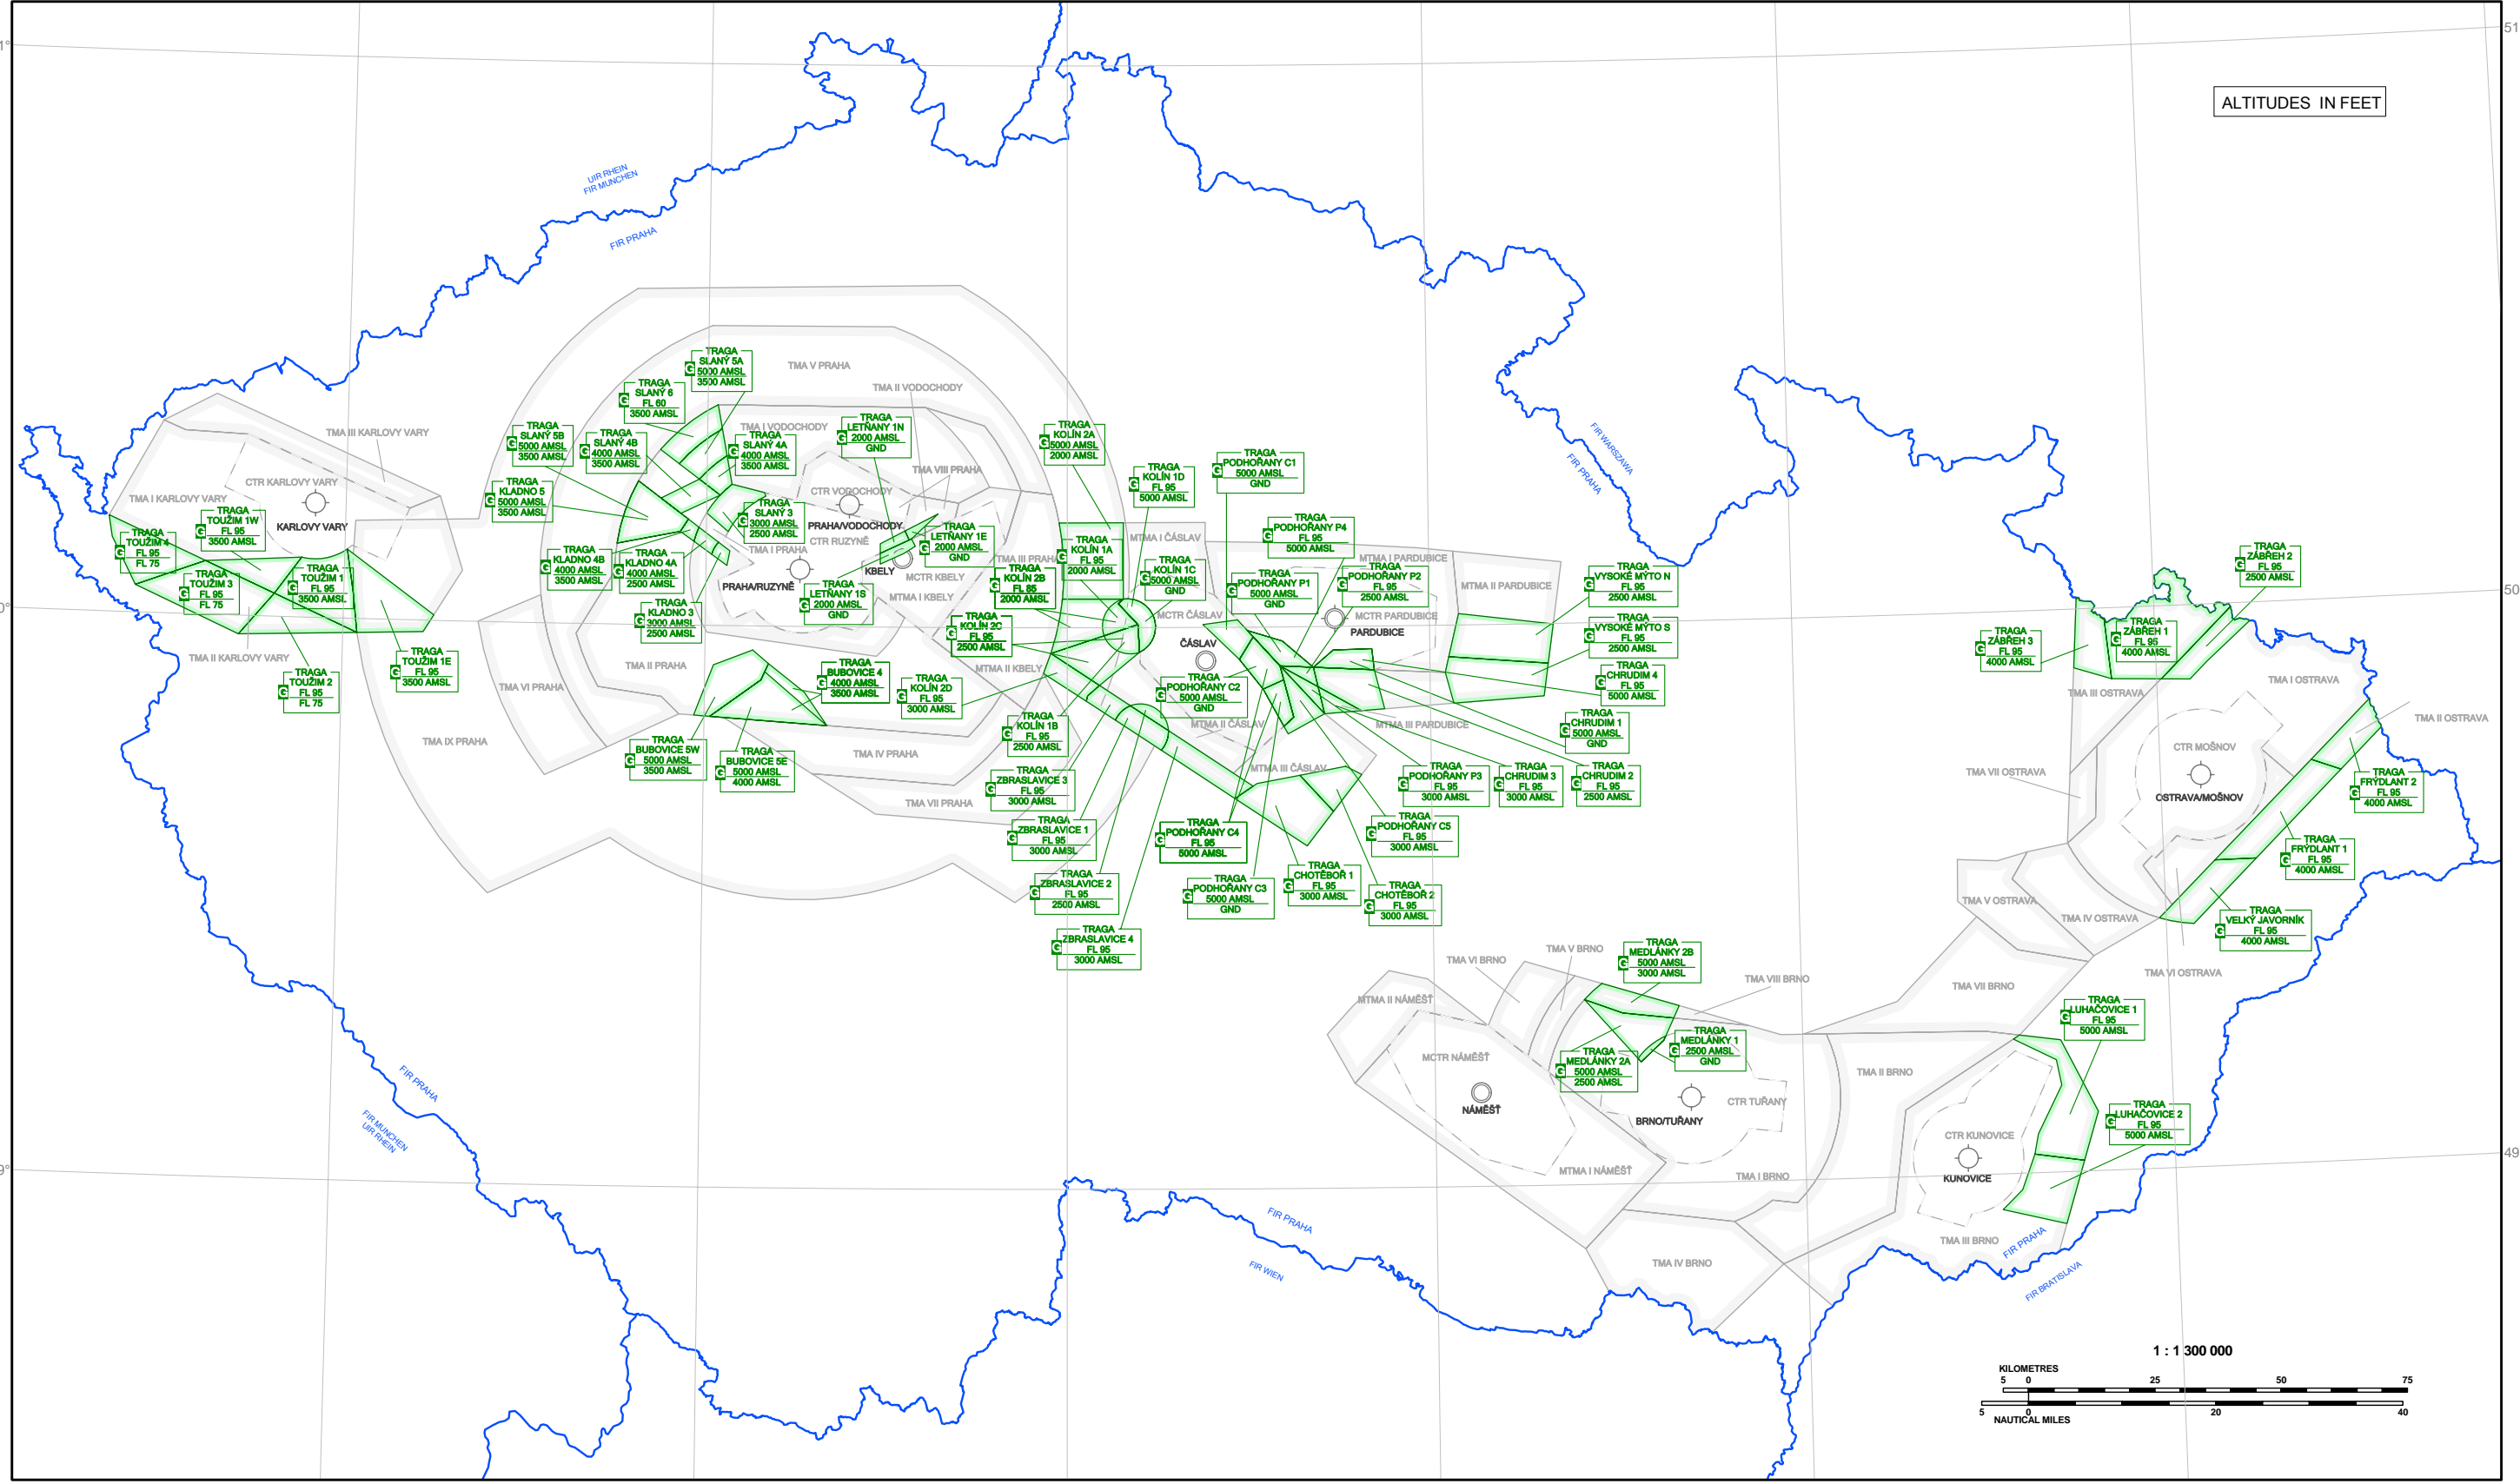 ALTITUDES  IN FEET
51
UIR RHEIN
FIR MUNCHEN
FIR PRAHA
FIR WARSZAWA
FIR PRAHA
TRAGA
SLANÝ 5A
G
5000 AMSL
3500 AMSL
TRAGA
SLANÝ 6
G
FL 60
3500 AMSL
TMA V PRAHA
TMA II VODOCHODY
TMA I VODOCHODY
TRAGA
SLANÝ 5B
G
5000 AMSL
3500 AMSL
TRAGA
SLANÝ 4B
G
4000 AMSL
3500 AMSL
TRAGA
SLANÝ 4A
G
4000 AMSL
3500 AMSL
TRAGA
LETŇANY 1N
G
2000 AMSL
GND
TRAGA
KOLÍN 2A
G
5000 AMSL
2000 AMSL
TRAGA
KOLÍN 1D
G
FL 95
5000 AMSL
TRAGA
PODHOŘANY C1
G
5000 AMSL
GND
TMA III KARLOVY VARY
CTR KARLOVY VARY
TMA I KARLOVY VARY
KARLOVY VARY
TRAGA
TOUŽIM 4
G
FL 95
FL 75
TRAGA
TOUŽIM 1W
G
FL 95
3500 AMSL
TRAGA
TOUŽIM 3
G
FL 95
FL 75
TRAGA
TOUŽIM 1
G
FL 95
3500 AMSL
TMA II KARLOVY VARY
TRAGA
TOUŽIM 2
G
FL 95
FL 75
TRAGA
TOUŽIM 1E
G
FL 95
3500 AMSL
TRAGA
KLADNO 5
G
5000 AMSL
3500 AMSL
TRAGA
KLADNO 4B
G
4000 AMSL
3500 AMSL
TRAGA
KLADNO 4A
G
4000 AMSL
2500 AMSL
TRAGA
KLADNO 3
G
3000 AMSL
2500 AMSL
TRAGA
SLANÝ 3
G
3000 AMSL
2500 AMSL
TMA VIII PRAHA
CTR VODOCHODY
PRAHA/VODOCHODY
CTR RUZYNĚ
TMA I PRAHA
PRAHA/RUZYNĚ
KBELY
TRAGA
LETŇANY 1E
G
2000 AMSL
GND
TRAGA
LETŇANY 1S
G
2000 AMSL
GND
MCTR KBELY
MTMA I KBELY
TMA III PRAHA
TRAGA
KOLÍN 2B
G
FL 65
2000 AMSL
TRAGA
KOLÍN 1A
G
FL 95
2000 AMSL
MTMA I ČÁSLAV
TRAGA
KOLÍN 1C
G
5000 AMSL
GND
MCTR ČÁSLAV
TRAGA
KOLÍN 2C
G
FL 95
2500 AMSL
MTMA II KBELY
ČÁSLAV
TRAGA
PODHOŘANY P4
G
FL 95
5000 AMSL
TRAGA
PODHOŘANY P1
G
5000 AMSL
GND
TRAGA
PODHOŘANY P2
G
FL 95
2500 AMSL
MTMA I PARDUBICE
MTMA II PARDUBICE
MCTR PARDUBICE
PARDUBICE
TRAGA
VYSOKÉ MÝTO N
G
FL 95
2500 AMSL
TRAGA
VYSOKÉ MÝTO S
G
FL 95
2500 AMSL
TRAGA
CHRUDIM 4
G
FL 95
5000 AMSL
TRAGA
CHRUDIM 1
G
5000 AMSL
GND
TRAGA
CHRUDIM 2
G
FL 95
2500 AMSL
TRAGA
CHRUDIM 3
G
FL 95
3000 AMSL
TRAGA
PODHOŘANY P3
G
FL 95
3000 AMSL
MTMA III PARDUBICE
TRAGA
PODHOŘANY C2
G
5000 AMSL
GND
MTMA II ČÁSLAV
MTMA III ČÁSLAV
TRAGA
PODHOŘANY C5
G
FL 95
3000 AMSL
TRAGA
PODHOŘANY C4
G
FL 95
5000 AMSL
TRAGA
PODHOŘANY C3
G
5000 AMSL
GND
TRAGA
CHOTĚBOŘ 1
G
FL 95
3000 AMSL
TRAGA
CHOTĚBOŘ 2
G
FL 95
3000 AMSL
TMA II PRAHA
TMA VI PRAHA
TMA IX PRAHA
TRAGA
BUBOVICE 4
G
4000 AMSL
3500 AMSL
TRAGA
KOLÍN 2D
G
FL 95
3000 AMSL
TRAGA
KOLÍN 1B
G
FL 95
2500 AMSL
TRAGA
BUBOVICE 5W
G
5000 AMSL
3500 AMSL
TRAGA
BUBOVICE 5E
G
5000 AMSL
4000 AMSL
TMA IV PRAHA
TMA VII PRAHA
TRAGA
ZBRASLAVICE 3
G
FL 95
3000 AMSL
TRAGA
ZBRASLAVICE 1
G
FL 95
3000 AMSL
TRAGA
ZBRASLAVICE 2
G
FL 95
2500 AMSL
TRAGA
ZBRASLAVICE 4
G
FL 95
3000 AMSL
50
TRAGA
ZÁBŘEH 2
G
FL 95
2500 AMSL
TRAGA
ZÁBŘEH 3
G
FL 95
4000 AMSL
TRAGA
ZÁBŘEH 1
G
FL 95
4000 AMSL
TMA III OSTRAVA
TMA I OSTRAVA
TMA II OSTRAVA
CTR MOŠNOV
TMA VII OSTRAVA
OSTRAVA/MOŠNOV
TRAGA
FRÝDLANT 2
G
FL 95
4000 AMSL
TRAGA
FRÝDLANT 1
G
FL 95
4000 AMSL
TMA V OSTRAVA
TMA IV OSTRAVA
TRAGA
VELKÝ JAVORNÍK
G
FL 95
4000 AMSL
TMA VI OSTRAVA
TMA VII BRNO
TMA VI BRNO
TMA V BRNO
TRAGA
MEDLÁNKY 2B
G
5000 AMSL
3000 AMSL
TMA VIII BRNO
MTMA II NÁMĚŠŤ
MCTR NÁMĚŠŤ
NÁMĚŠŤ
TRAGA
MEDLÁNKY 1
G
2500 AMSL
GND
TRAGA
MEDLÁNKY 2A
G
5000 AMSL
2500 AMSL
BRNO/TUŘANY
CTR TUŘANY
TMA II BRNO
MTMA I NÁMĚŠŤ
TMA I BRNO
TMA IV BRNO
TRAGA
LUHAČOVICE 1
G
FL 95
5000 AMSL
TRAGA
LUHAČOVICE 2
G
FL 95
5000 AMSL
CTR KUNOVICE
KUNOVICE
TMA III BRNO
49
FIR PRAHA
FIR MUNCHEN
UIR RHEIN
FIR PRAHA
FIR WIEN
FIR PRAHA
FIR BRATISLAVA
1 : 1 300 000
KILOMETRES
5 0 25 50 75
5 0 20 40
NAUTICAL MILES